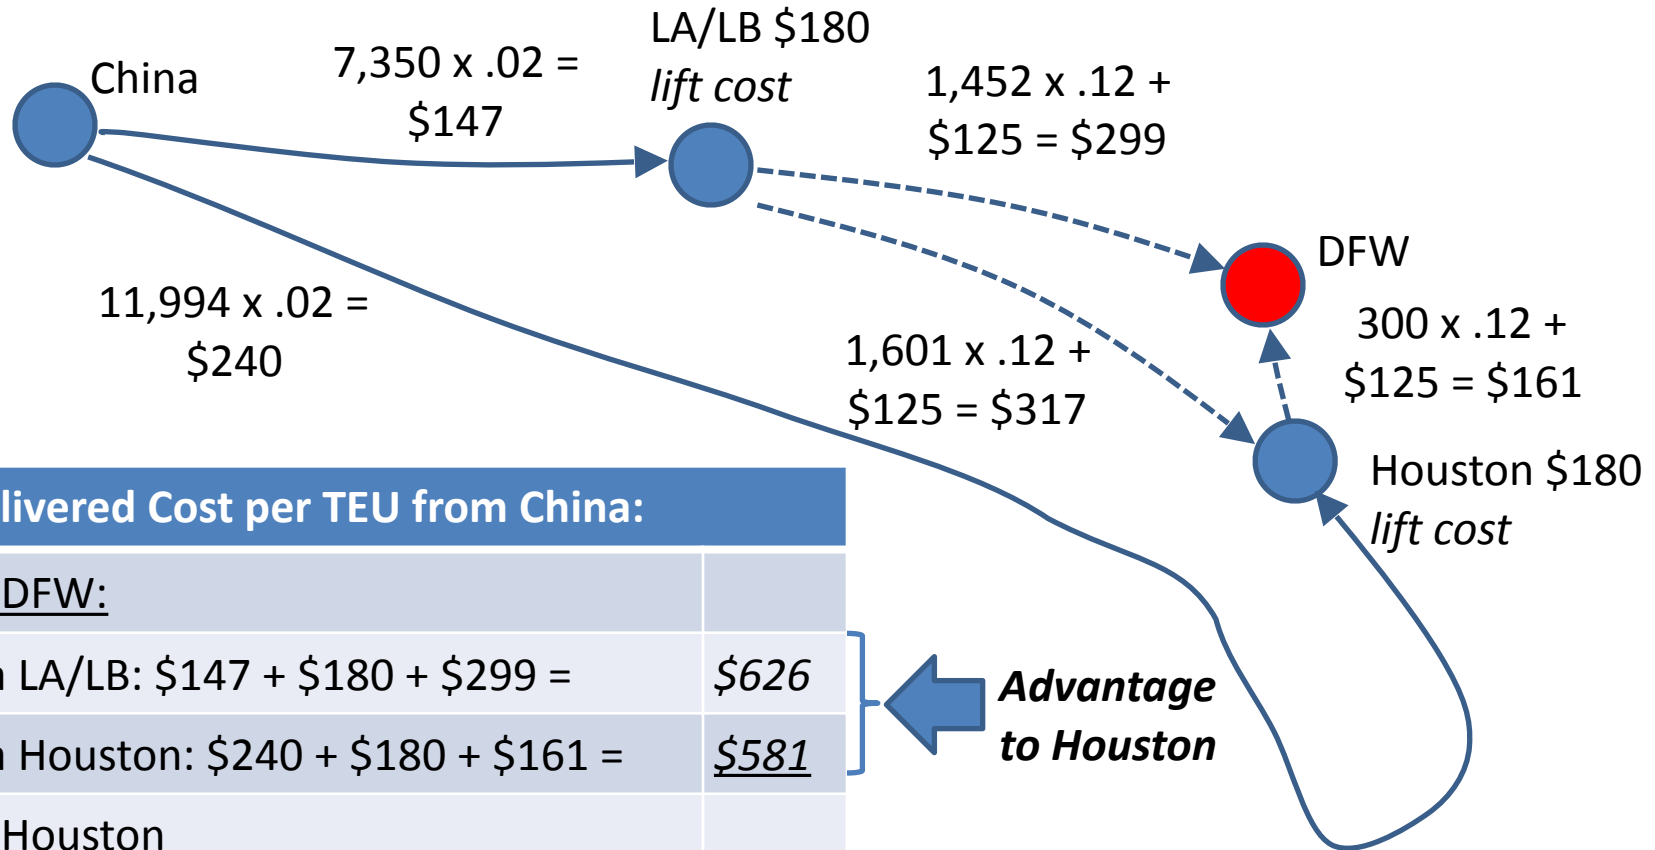 LA/LB $180
lift cost
7,350 x .02 =
$147
China
1,452 x .12 +
$125 = $299
DFW
11,994 x .02 =
$240
300 x .12 +
$125 = $161
1,601 x .12 +
$125 = $317
Houston $180
lift cost
livered Cost per TEU from China:
DFW:
LA/LB: $147 + $180 + $299 = $626
Houston: $240 + $180 + $161 = $581
Advantage
to Houston
Houston